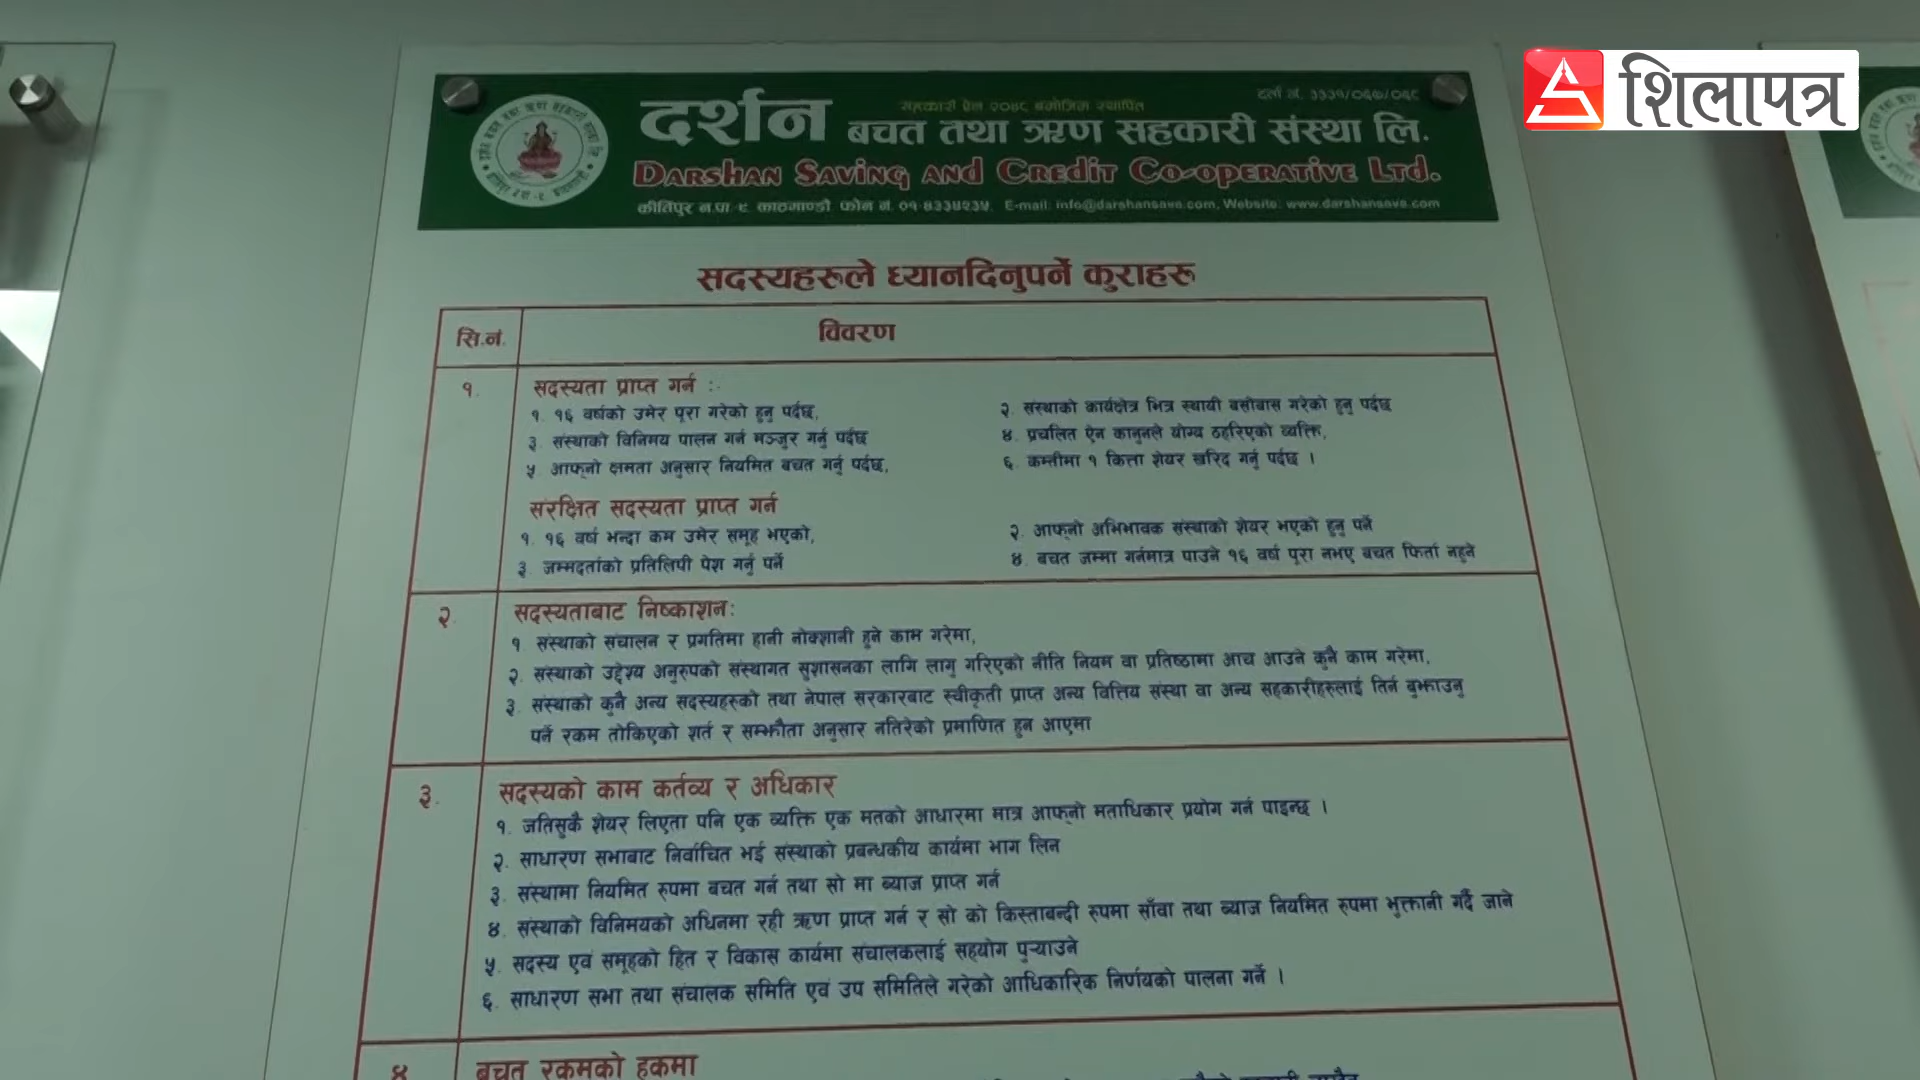 शिलापत्र
सहकारी ऐन २०४८ बमोजिम स्थापित
दर्ता नं. ३३३१/०६७/०६८
दर्शन बचत तथा ऋण सहकारी संस्था लि.
Darshan Saving and Credit Co-operative Ltd.
कीर्तिपुर न.पा. ९ काठमाण्डौ फोन नं. ०१-४३३५२३५, E-mail: info@darshansave.com, Website: www.darshansave.com
सदस्यहरूले ध्यानदिनुपर्ने कुराहरू
सि.नं. विवरण
१. सदस्यता प्राप्त गर्न :-
१. १६ वर्षको उमेर पूरा गरेको हुनु पर्दछ, २. संस्थाको कार्यक्षेत्र भित्र स्थायी बसोबास गरेको हुनु पर्दछ
३. संस्थाको विनिमय पालन गर्न मञ्जुर गर्नु पर्दछ ४. प्रचलित ऐन कानुनले योग्य ठहरिएको व्यक्ति,
५. आफ्नो क्षमता अनुसार नियमित बचत गर्नु पर्दछ, ६. कम्तीमा १ कित्ता शेयर खरिद गर्नु पर्दछ ।
संरक्षित सदस्यता प्राप्त गर्न
१. १६ वर्ष भन्दा कम उमेर समूह भएको, २. आफ्नो अभिभावक संस्थाको शेयर भएको हुनु पर्ने
३. जम्मदर्ताको प्रतिलिपी पेश गर्नु पर्ने ४. बचत जम्मा गर्नमात्र पाउने १६ वर्ष पूरा नभए बचत फिर्ता नहुने
२. सदस्यताबाट निष्काशन:
१. संस्थाको संचालन र प्रगतिमा हानी नोक्शानी हुने काम गरेमा,
२. संस्थाको उद्देश्य अनुरुपको संस्थागत सुशासनका लागि लागु गरिएको नीति नियम वा प्रतिष्ठामा आच आउने कुनै काम गरेमा,
३. संस्थाको कुनै अन्य सदस्यहरुको तथा नेपाल सरकारबाट स्वीकृती प्राप्त अन्य वित्तिय संस्था वा अन्य सहकारीहरुलाई तिर्न बुझाउनु
पर्ने रकम तोकिएको शर्त र सम्झौता अनुसार नतिरेको प्रमाणित हुन आएमा
३. सदस्यको काम कर्तव्य र अधिकार
१. जतिसुकै शेयर लिएता पनि एक व्यक्ति एक मतको आधारमा मात्र आफ्नो मताधिकार प्रयोग गर्न पाइन्छ ।
२. साधारण सभाबाट निर्वाचित भई संस्थाको प्रबन्धकीय कार्यमा भाग लिन
३. संस्थामा नियमित रुपमा बचत गर्न तथा सो मा ब्याज प्राप्त गर्न
४. संस्थाको विनिमयको अधिनमा रही ऋण प्राप्त गर्न र सो को किस्ताबन्दी रुपमा साँवा तथा ब्याज नियमित रुपमा भुक्तानी गर्दै जाने
५. सदस्य एवं समूहको हित र विकास कार्यमा संचालकलाई सहयोग पुऱ्याउने
६. साधारण सभा तथा संचालक समिति एवं उप समितिले गरेको आधिकारिक निर्णयको पालना गर्ने ।
४ बचत रकमको हकमा